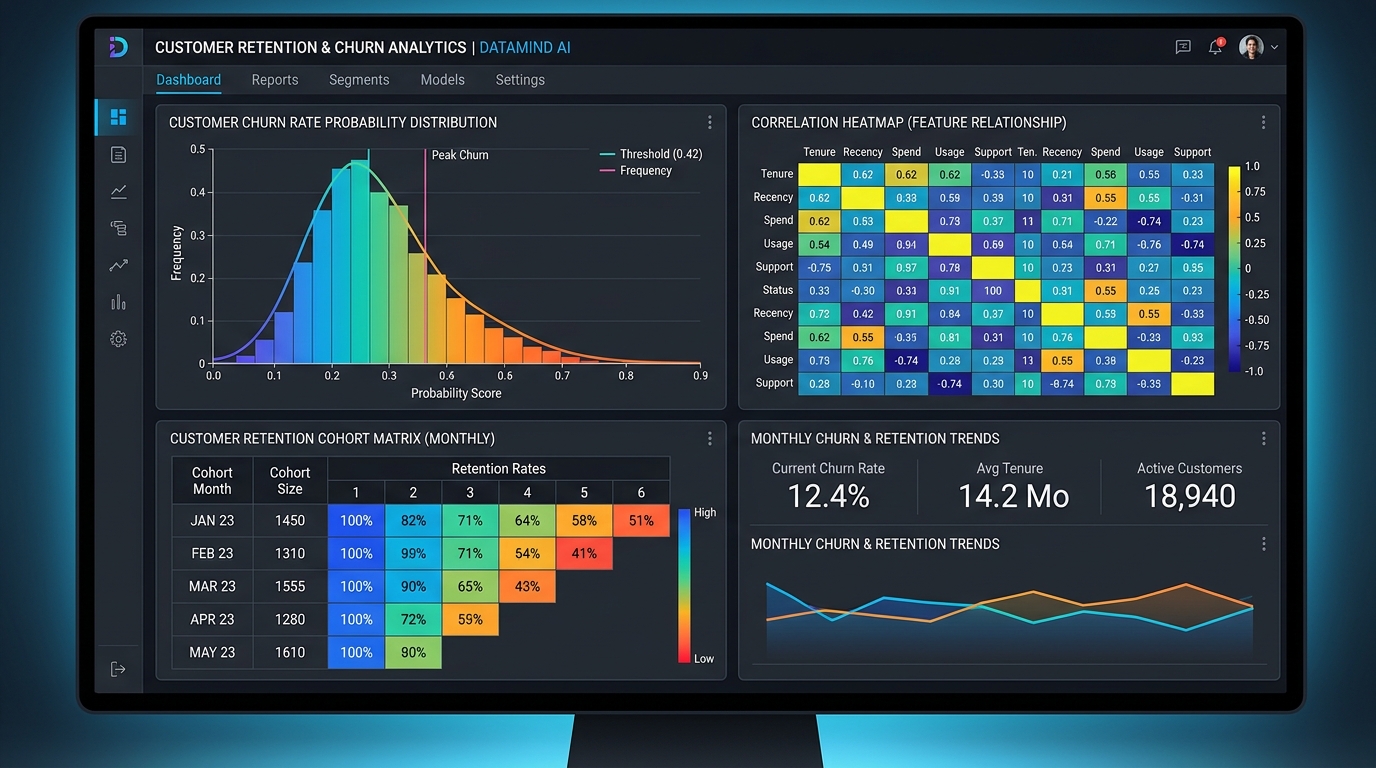 CUSTOMER RETENTION & CHURN ANALYTICS | DATAMIND AI
Dashboard Reports Segments Models Settings
CUSTOMER CHURN RATE PROBABILITY DISTRIBUTION
Peak Churn
Threshold (0.42)
Frequency
Frequency
0.5
0.4
0.3
0.2
0.1
0
0.0 0.1 0.2 0.3 0.6 0.6 0.7 0.8 0.9
Probability Score
CORRELATION HEATMAP (FEATURE RELATIONSHIP)
Tenure Recency Spend Usage Support Ten. Recency Spend Usage Support
Tenure 0.62 0.62 0.62 -0.33 10 0.21 0.56 0.55 0.33
Recency 0.62 0.33 0.59 0.39 10 0.31 0.55 0.55 -0.31
Spend 0.62 0.53 0.73 0.37 11 0.71 -0.22 -0.74 0.23
Usage 0.54 0.49 0.94 0.69 10 0.54 0.71 -0.76 -0.74
Support -0.75 0.31 0.97 0.78 10 0.23 0.31 0.27 0.55
Status 0.33 -0.30 0.31 0.91 100 0.31 0.55 0.25 0.23
Recency 0.72 0.42 0.91 0.84 0.37 10 0.53 0.55 -0.33
Spend 0.62 0.55 -0.35 0.81 0.31 10 0.76 -0.33 0.33
Usage 0.73 0.76 -0.74 0.28 0.23 13 0.55 0.38 -0.23
Support 0.28 -0.10 0.23 -0.74 0.30 10 -0.74 0.73 -0.35
1.0
0.75
0.5
0.25
0
-0.25
-0.50
-0.75
-1.0
CUSTOMER RETENTION COHORT MATRIX (MONTHLY)
Cohort Month
Cohort Size
Retention Rates
1 2 3 4 5 6
JAN 23 1450 100% 82% 71% 64% 58% 51%
FEB 23 1310 100% 99% 71% 54% 41%
MAR 23 1555 100% 90% 65% 43%
APR 23 1280 100% 72% 59%
MAY 23 1610 100% 90%
High
Low
MONTHLY CHURN & RETENTION TRENDS
Current Churn Rate
12.4%
Avg Tenure
14.2 Mo
Active Customers
18,940
MONTHLY CHURN & RETENTION TRENDS